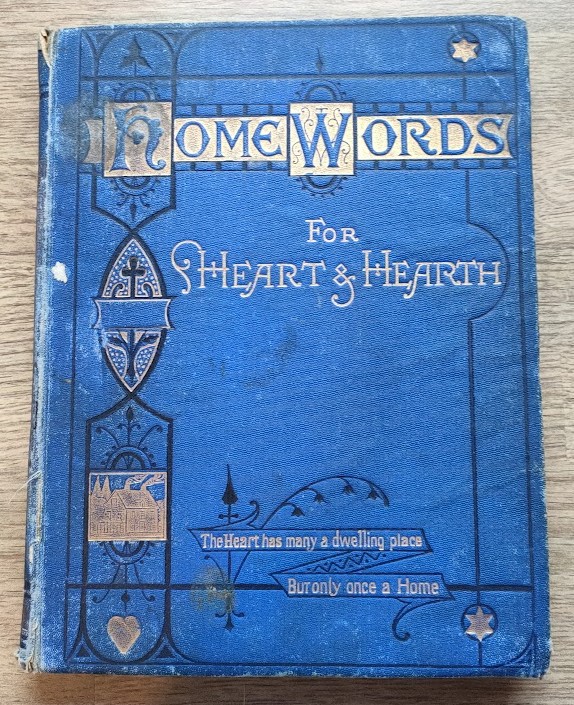 HOME WORDS
FOR
HEART & HEARTH
The Heart has many a dwelling place
But only once a Home